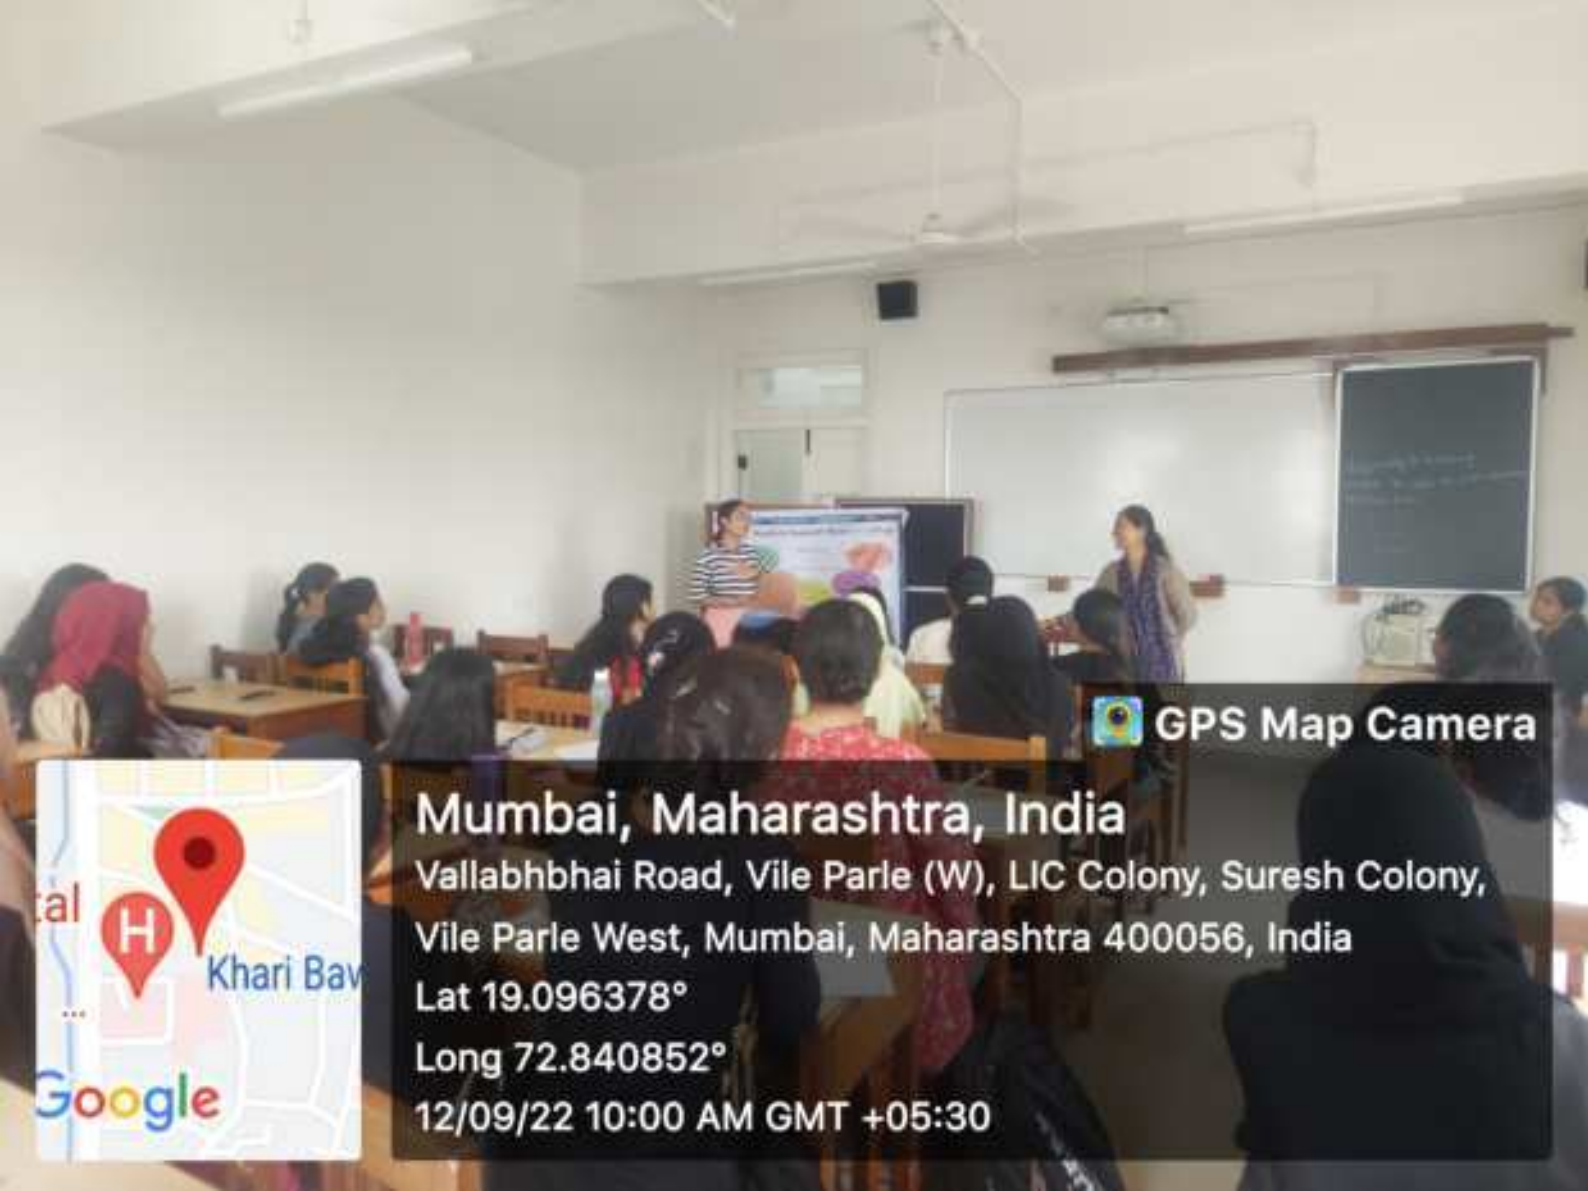 GPS Map Camera
Mumbai, Maharashtra, India
Vallabhbhai Road, Vile Parle (W), LIC Colony, Suresh Colony,
Vile Parle West, Mumbai, Maharashtra 400056, India
Lat 19.096378°
Long 72.840852°
12/09/22 10:00 AM GMT +05:30
tal
H
Khari Bav
...
Google